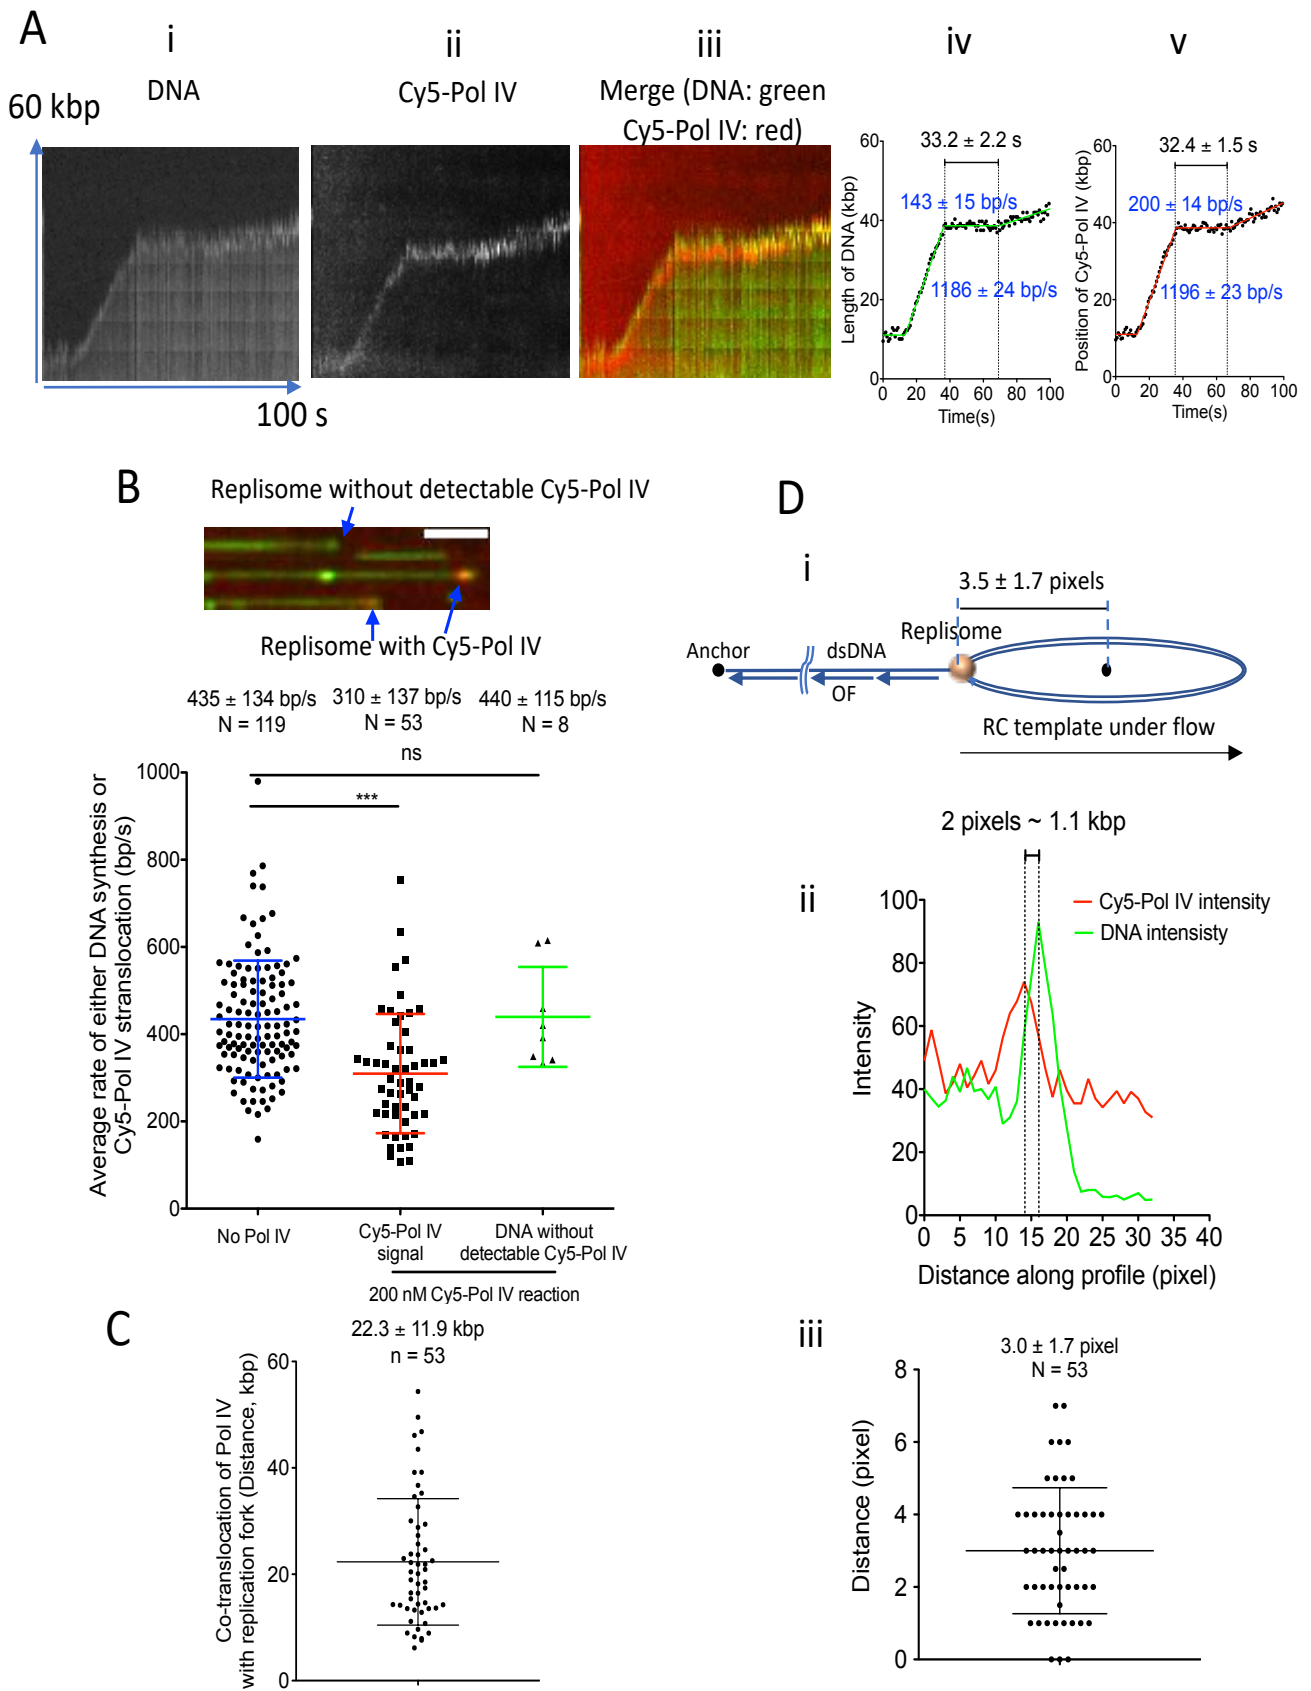 A
i
ii
iii
iv
v
DNA
Cy5-Pol IV
Merge (DNA: green
Cy5-Pol IV: red)
60 kbp
100 s
33.2 ± 2.2 s
143 ± 15 bp/s
1186 ± 24 bp/s
Length of DNA (kbp)
60
40
20
0
0 20 40 60 80 100
Time(s)
32.4 ± 1.5 s
200 ± 14 bp/s
1196 ± 23 bp/s
Position of Cy5-Pol IV (kbp)
60
40
20
0
0 20 40 60 80 100
Time(s)
B
Replisome without detectable Cy5-Pol IV
Replisome with Cy5-Pol IV
435 ± 134 bp/s
N = 119
310 ± 137 bp/s
N = 53
440 ± 115 bp/s
N = 8
ns
***
Average rate of either DNA synthesis or
Cy5-Pol IV stranslocation (bp/s)
1000
800
600
400
200
0
No Pol IV
Cy5-Pol IV
signal
DNA without
detectable Cy5-Pol IV
200 nM Cy5-Pol IV reaction
C
22.3 ± 11.9 kbp
n = 53
Co-translocation of Pol IV
with replication fork (Distance, kbp)
60
40
20
0
D
i
3.5 ± 1.7 pixels
Replisome
Anchor
dsDNA
OF
RC template under flow
2 pixels ~ 1.1 kbp
ii
Cy5-Pol IV intensity
DNA intensisty
Intensity
100
80
60
40
20
0
0 5 10 15 20 25 30 35 40
Distance along profile (pixel)
iii
3.0 ± 1.7 pixel
N = 53
Distance (pixel)
8
6
4
2
0